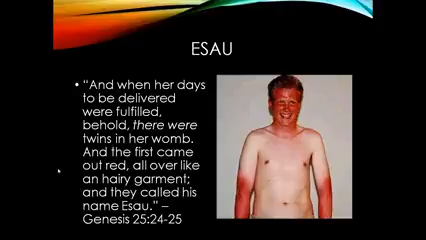 ESAU
• "And when her days
to be delivered
were fulfilled,
behold, there were
twins in her womb.
And the first came
out red, all over like
an hairy garment;
and they called his
name Esau." –
Genesis 25:24-25